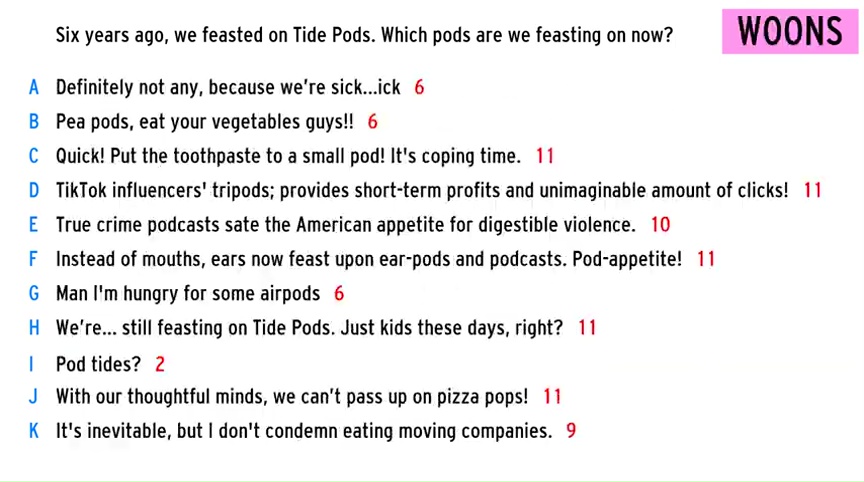 Six years ago, we feasted on Tide Pods. Which pods are we feasting on now?
WOONS
A Definitely not any, because we're sick...ick 6
B Pea pods, eat your vegetables guys!! 6
C Quick! Put the toothpaste to a small pod! It's coping time. 11
D TikTok influencers' tripods; provides short-term profits and unimaginable amount of clicks! 11
E True crime podcasts sate the American appetite for digestible violence. 10
F Instead of mouths, ears now feast upon ear-pods and podcasts. Pod-appetite! 11
G Man I'm hungry for some airpods 6
H We're... still feasting on Tide Pods. Just kids these days, right? 11
I Pod tides? 2
J With our thoughtful minds, we can't pass up on pizza pops! 11
K It's inevitable, but I don't condemn eating moving companies. 9